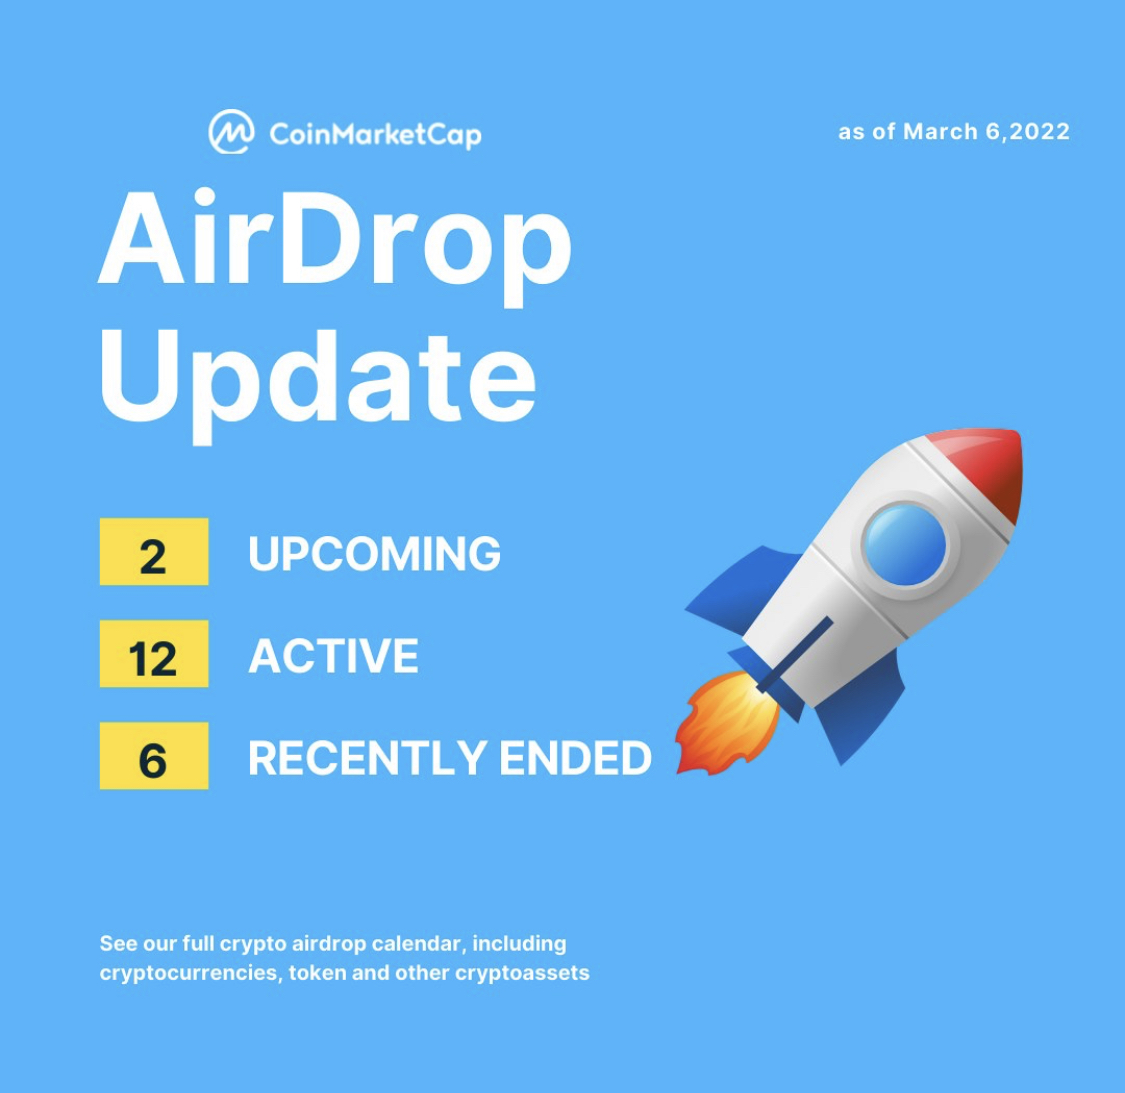 CoinMarketCap
as of March 6,2022
AirDrop
Update
2 UPCOMING
12 ACTIVE
6 RECENTLY ENDED
See our full crypto airdrop calendar, including
cryptocurrencies, token and other cryptoassets